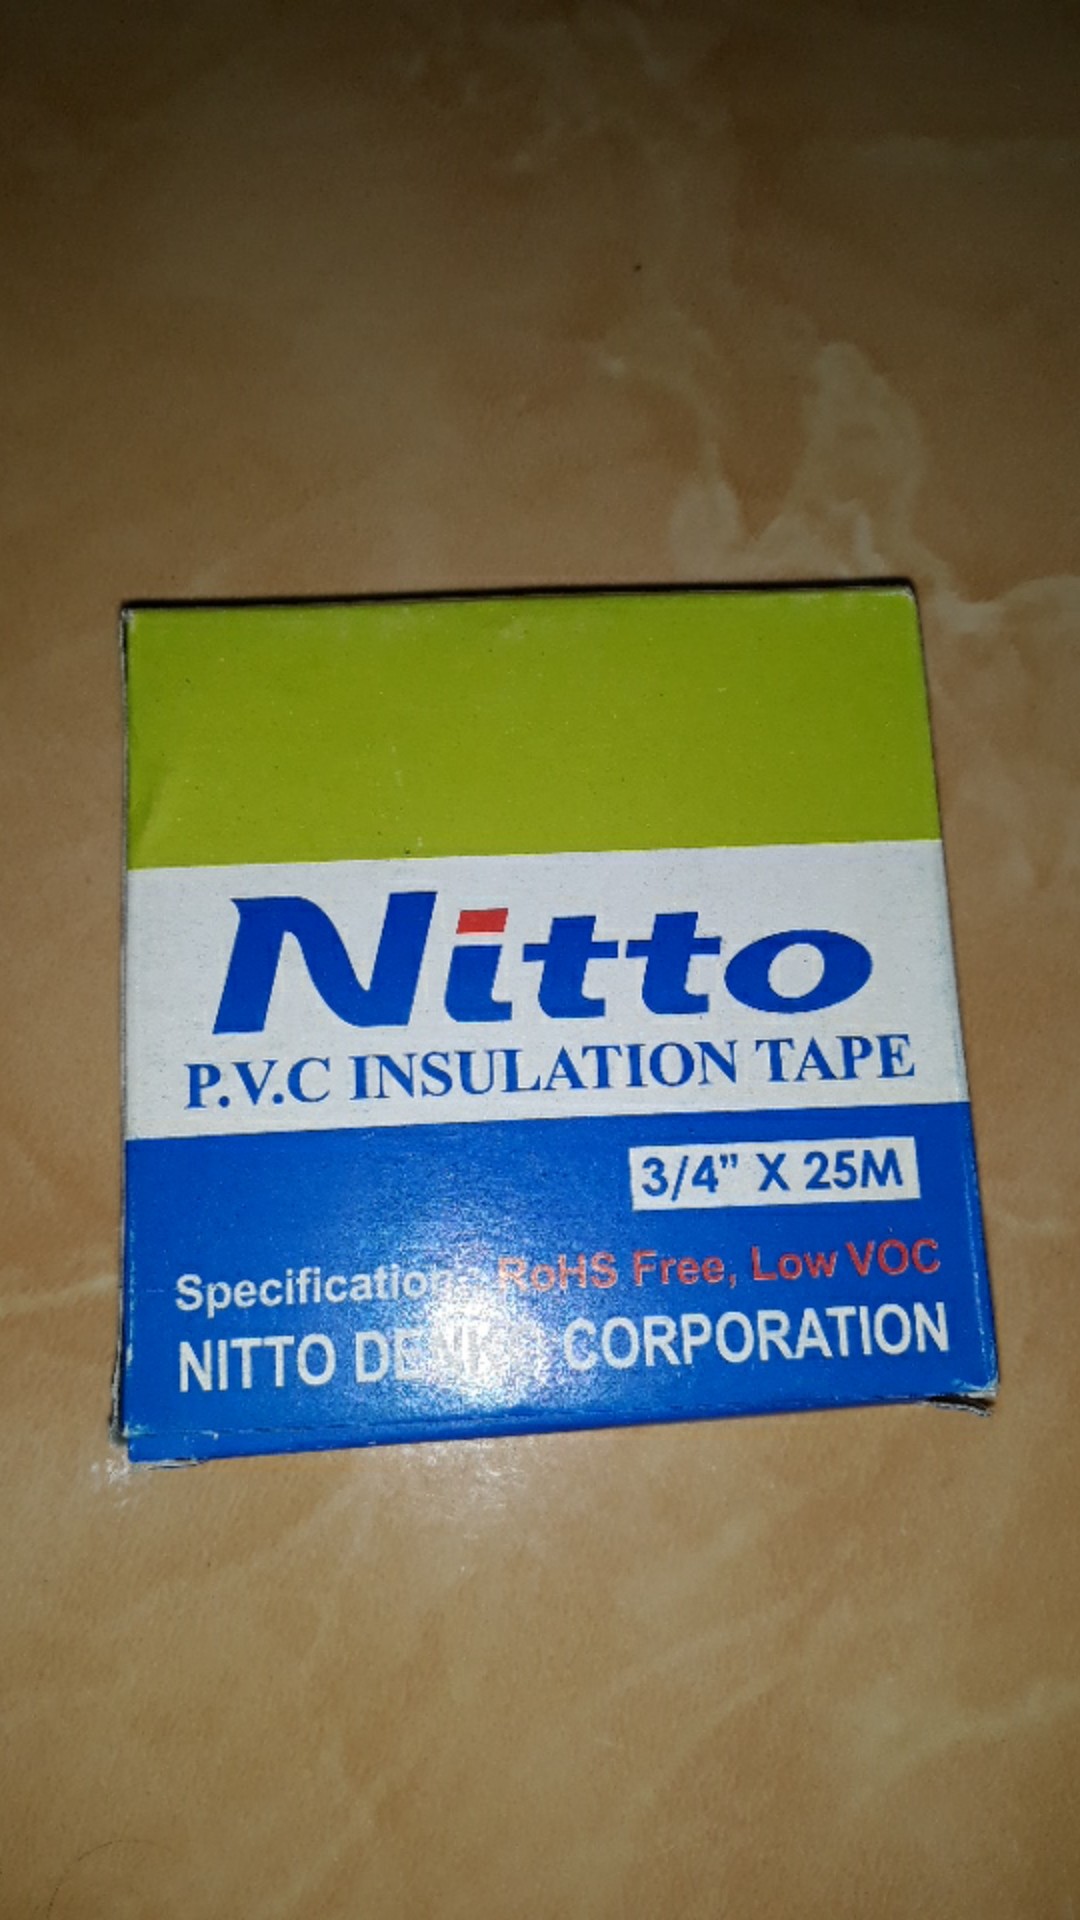 Nitto
P.V.C INSULATION TAPE
3/4” X 25M
Specification: RoHS Free, Low VOC
NITTO CORPORATION